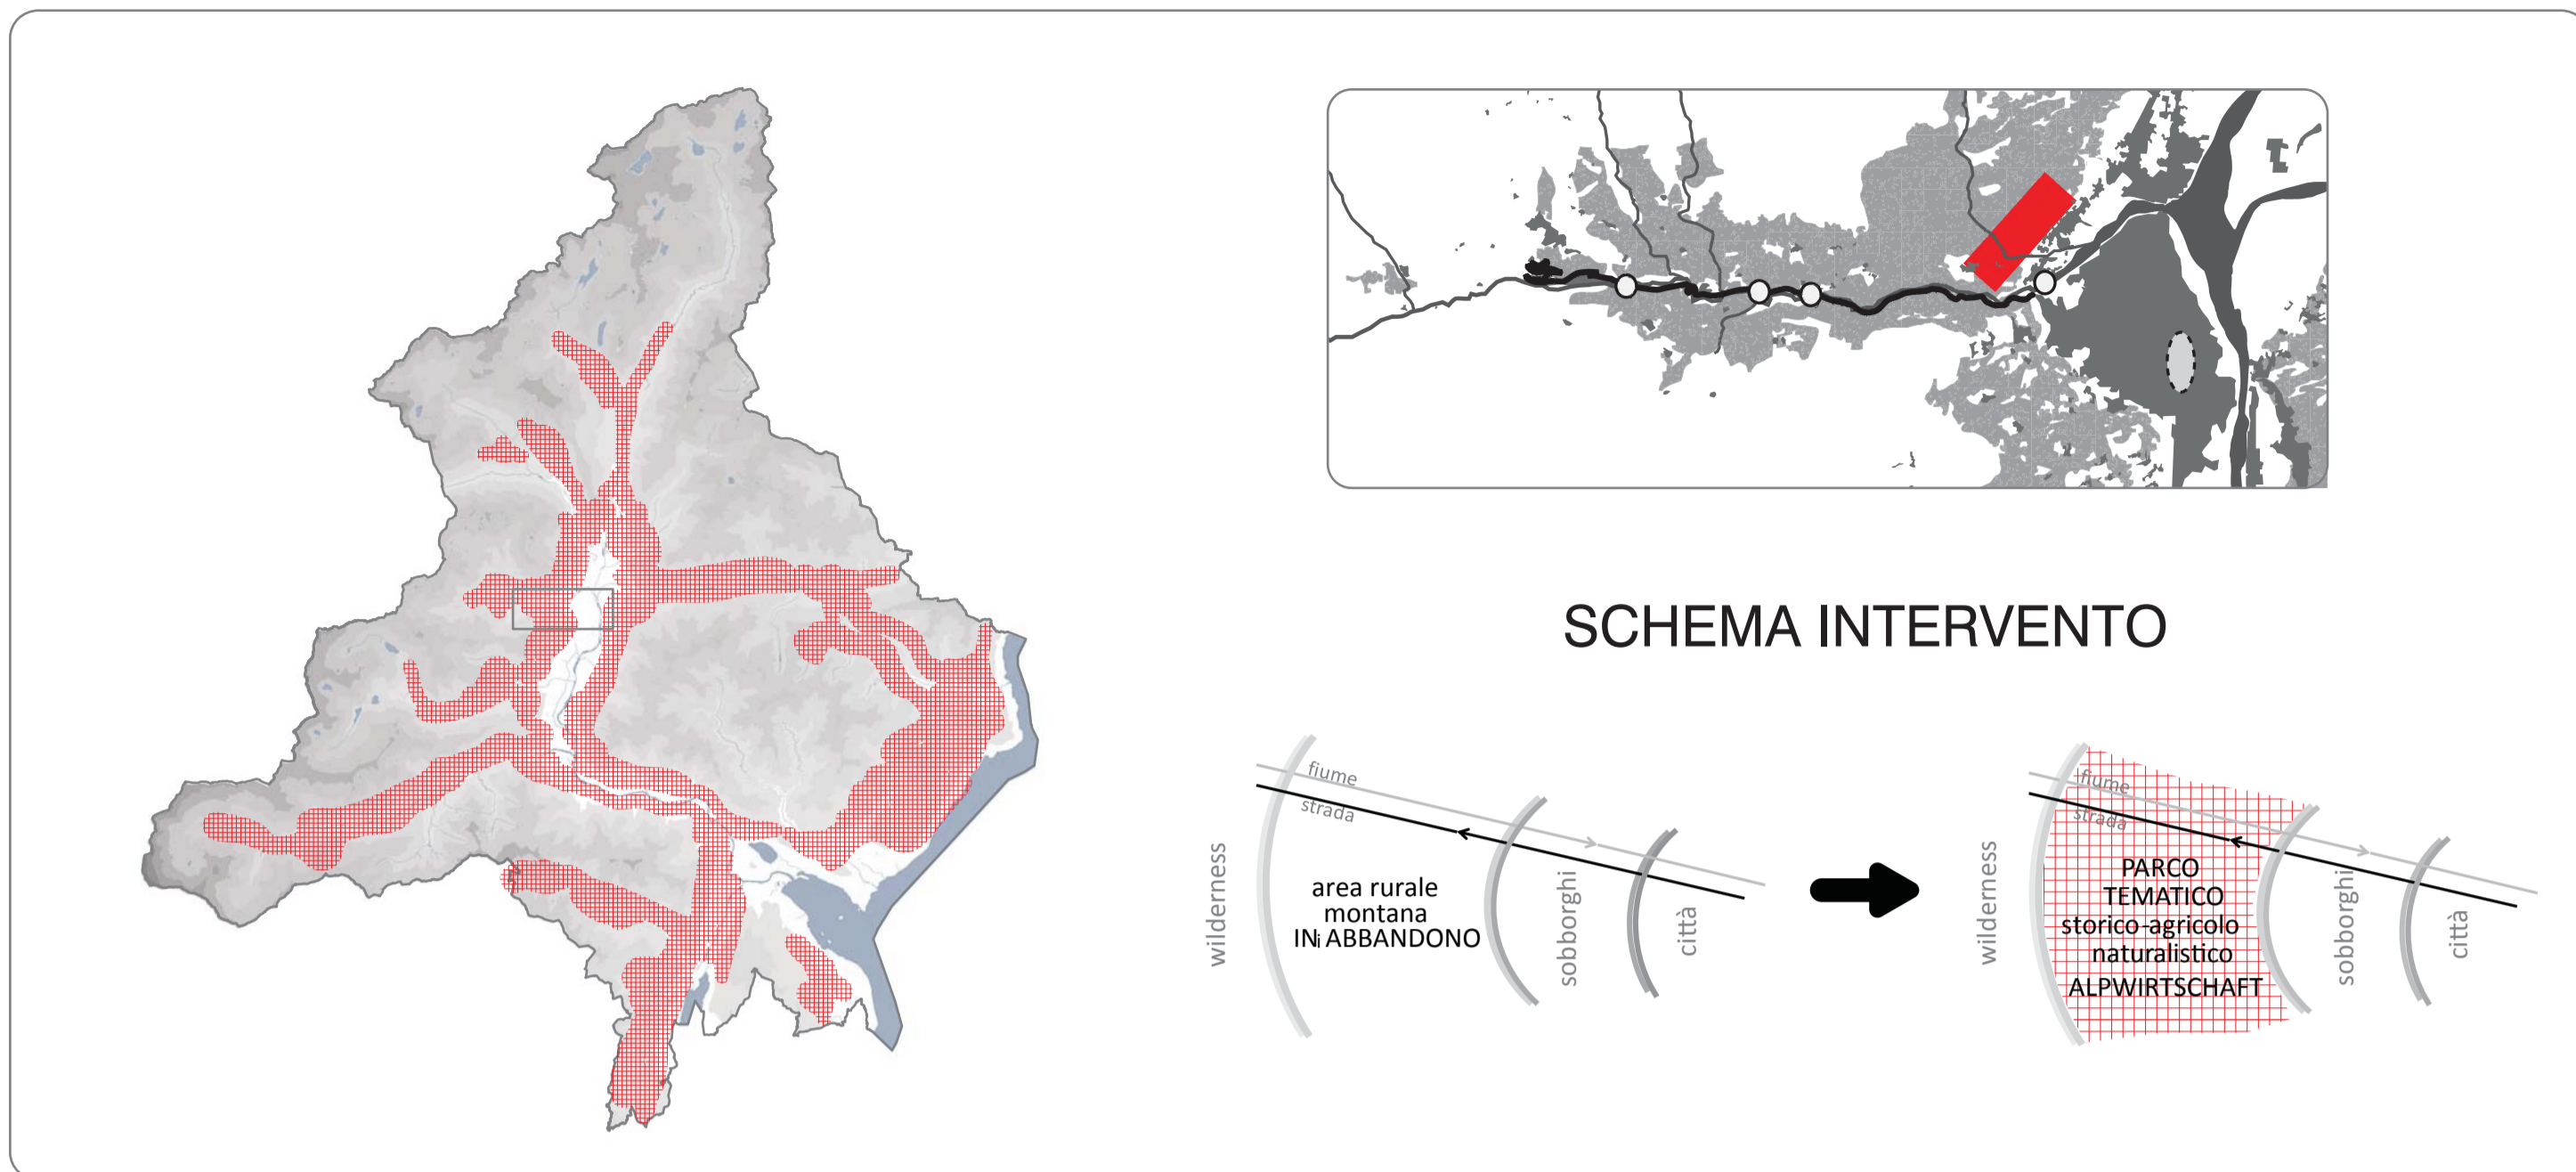 SCHEMA INTERVENTO
wilderness
fiume
strada
area rurale
montana
IN¡ ABBANDONO
sobborghi
città
wilderness
fiume
strada
PARCO
TEMATICO
storico-agricolo
naturalistico
ALPWIRTSCHAFT
sobborghi
città